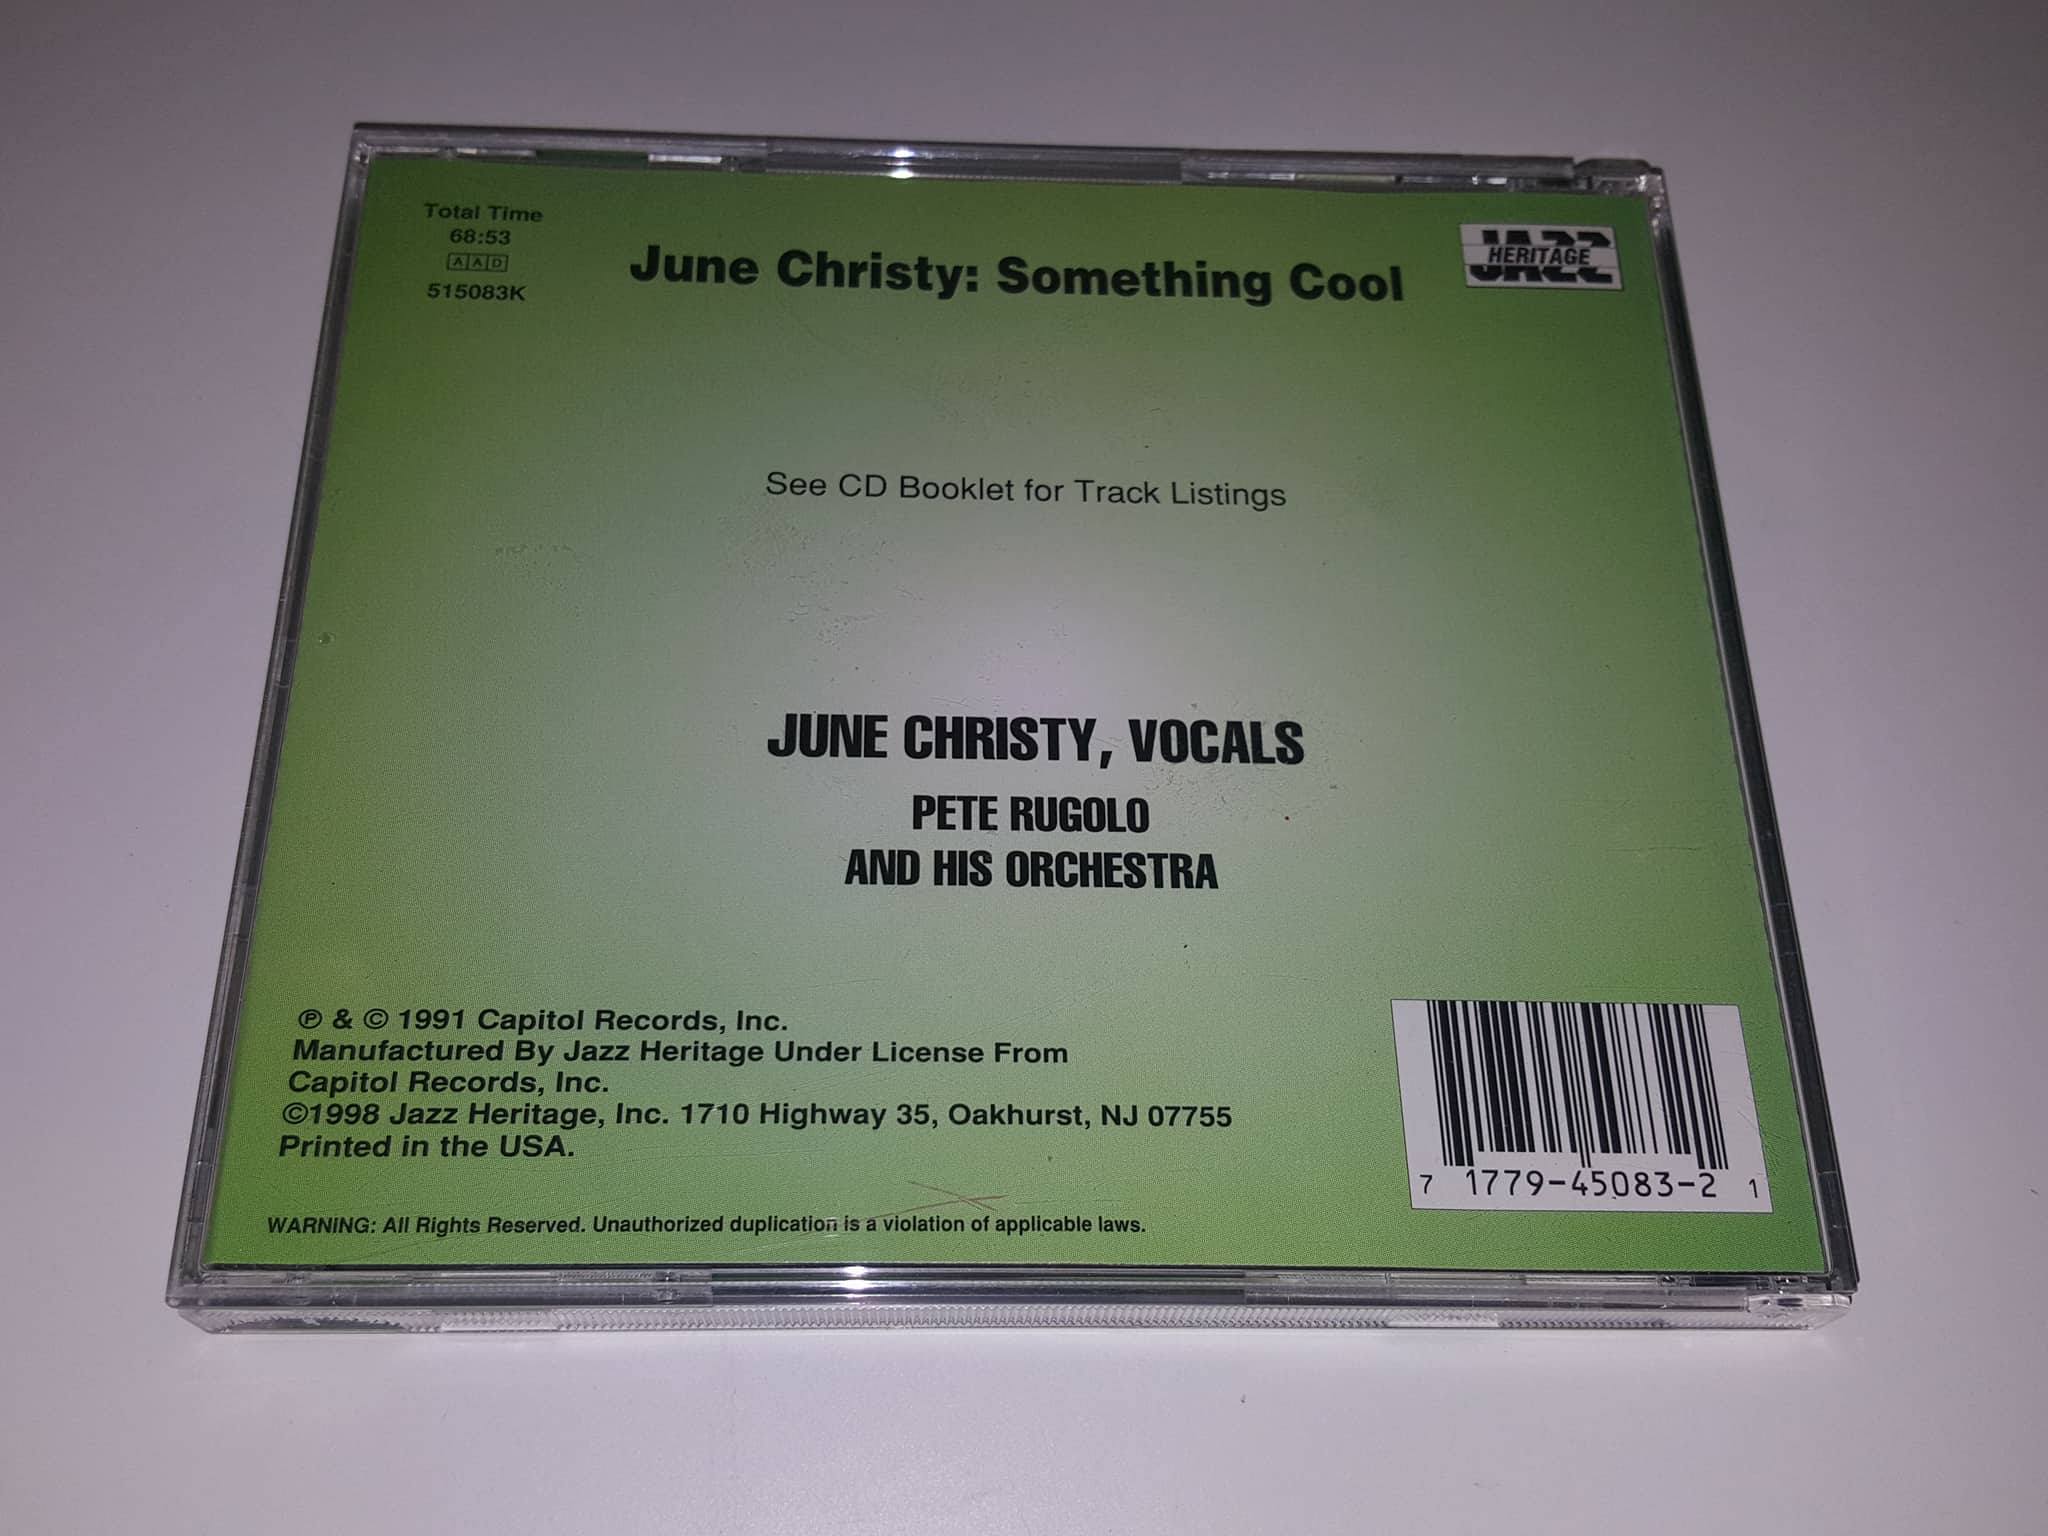 Total Time
68:53
AAD
515083K
June Christy: Something Cool
JAZZ
HERITAGE
See CD Booklet for Track Listings
JUNE CHRISTY, VOCALS
PETE RUGOLO
AND HIS ORCHESTRA
℗ & © 1991 Capitol Records, Inc.
Manufactured By Jazz Heritage Under License From
Capitol Records, Inc.
©1998 Jazz Heritage, Inc. 1710 Highway 35, Oakhurst, NJ 07755
Printed in the USA.
WARNING: All Rights Reserved. Unauthorized duplication is a violation of applicable laws.
7 1779-45083-2 1